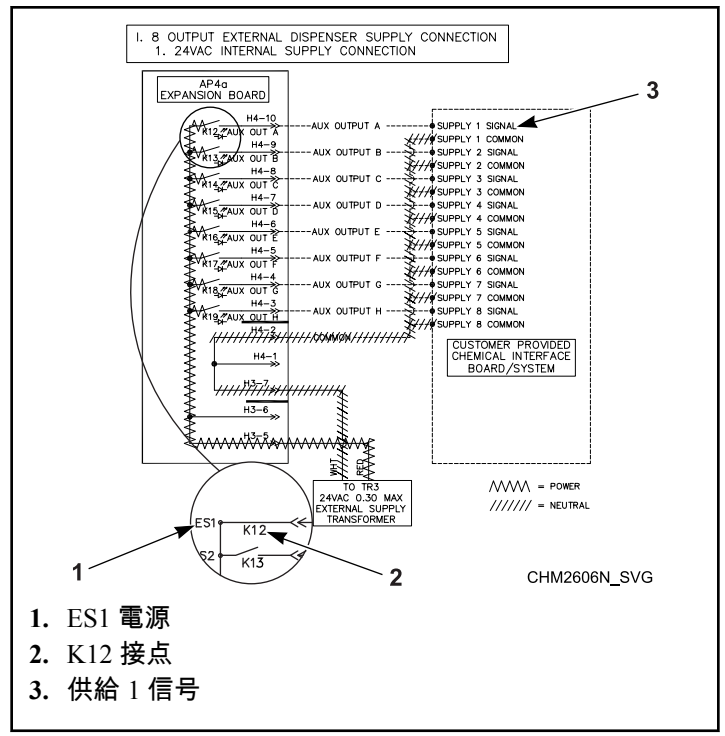 I. 8 OUTPUT EXTERNAL DISPENSER SUPPLY CONNECTION
1. 24VAC INTERNAL SUPPLY CONNECTION
AP4a
EXPANSION BOARD
H4-10
K12 AUX OUT A
AUX OUTPUT A
SUPPLY 1 SIGNAL
3
SUPPLY 1 COMMON
H4-9
K13 AUX OUT B
AUX OUTPUT B
SUPPLY 2 SIGNAL
SUPPLY 2 COMMON
H4-8
K14 AUX OUT C
AUX OUTPUT C
SUPPLY 3 SIGNAL
SUPPLY 3 COMMON
H4-7
K15 AUX OUT D
AUX OUTPUT D
SUPPLY 4 SIGNAL
SUPPLY 4 COMMON
H4-6
K16 AUX OUT E
AUX OUTPUT E
SUPPLY 5 SIGNAL
SUPPLY 5 COMMON
H4-5
K17 AUX OUT F
AUX OUTPUT F
SUPPLY 6 SIGNAL
SUPPLY 6 COMMON
H4-4
K18 AUX OUT G
AUX OUTPUT G
SUPPLY 7 SIGNAL
SUPPLY 7 COMMON
H4-3
K19 AUX OUT H
AUX OUTPUT H
SUPPLY 8 SIGNAL
SUPPLY 8 COMMON
H4-2
COMMON
H4-1
H3-7
H3-6
H3-5
CUSTOMER PROVIDED
CHEMICAL INTERFACE
BOARD/SYSTEM
WHT
RED
TO TR3
24VAC 0.30 MAX
EXTERNAL SUPPLY
TRANSFORMER
= POWER
= NEUTRAL
ES1
K12
S2
K13
1
2
CHM2606N_SVG
1. ES1 電源
2. K12 接点
3. 供給 1 信号